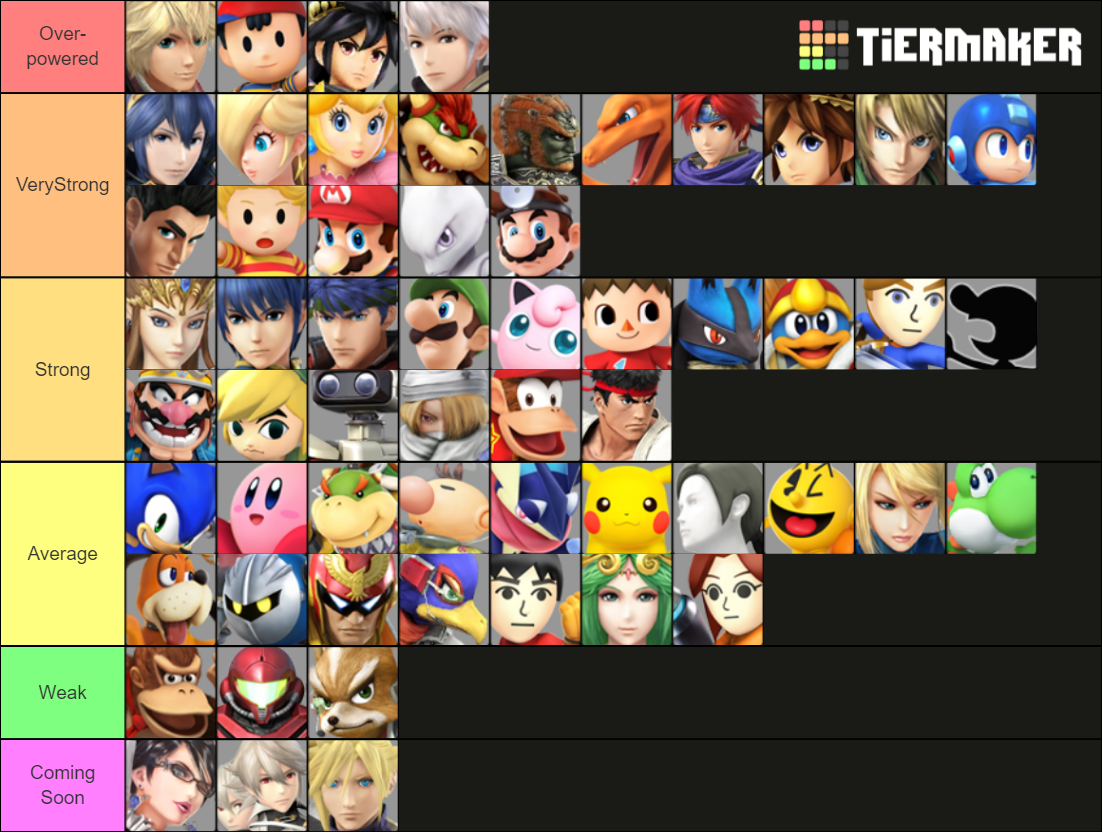 Over-
powered
TiERMAKER
VeryStrong
M
Strong
Average
Weak
Coming
Soon